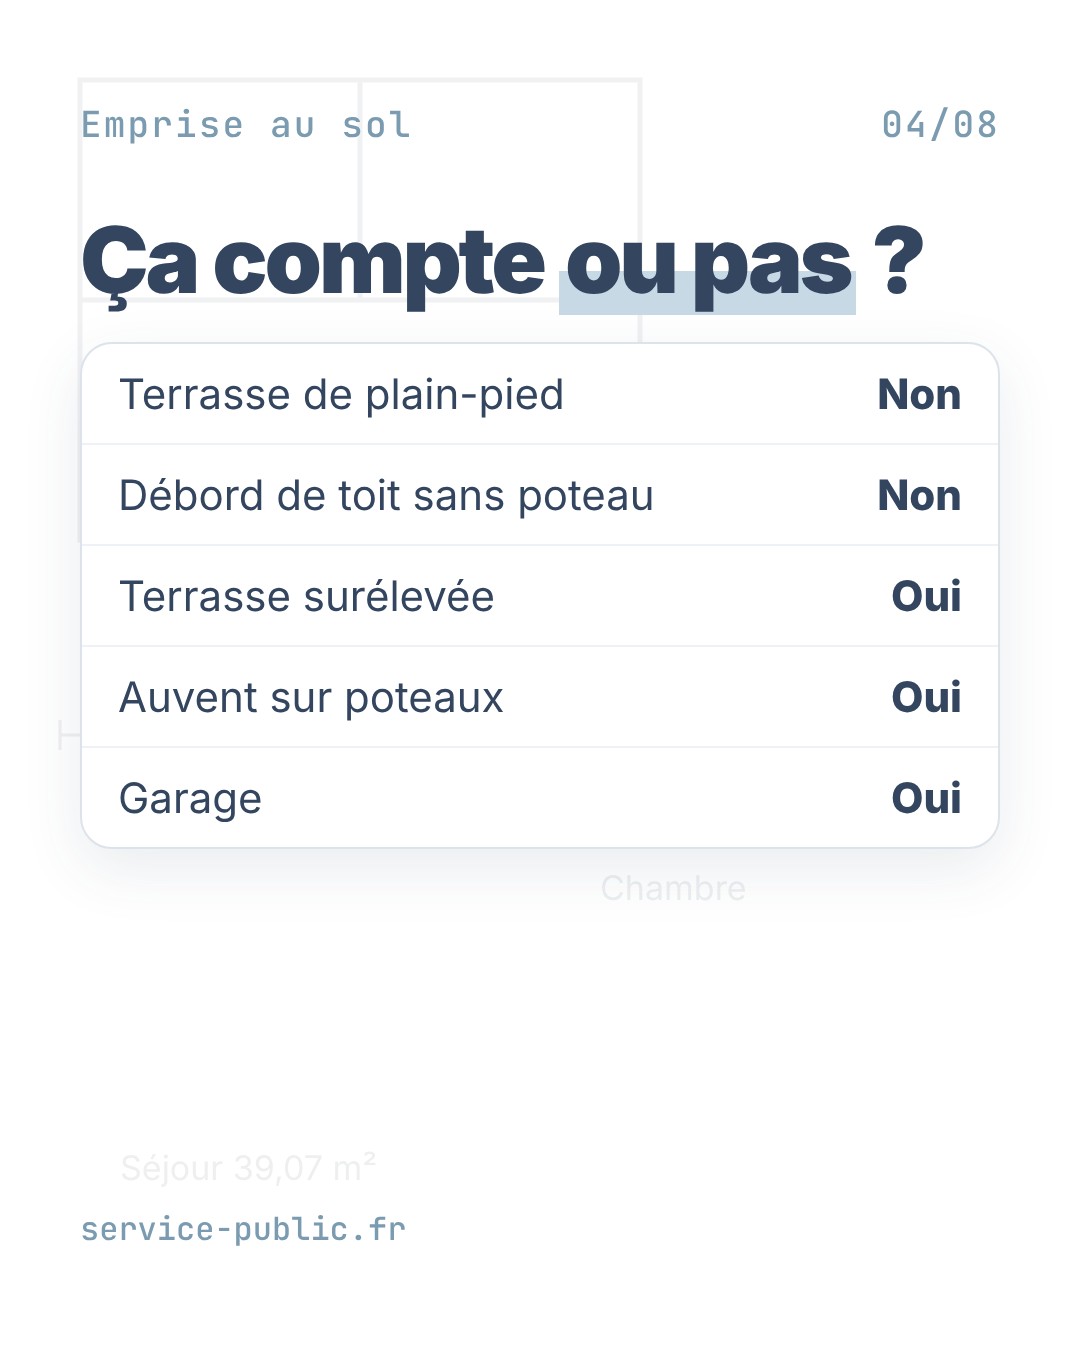 Emprise au sol
04/08
Ça compte ou pas ?
Terrasse de plain-pied Non
Débord de toit sans poteau Non
Terrasse surélevée Oui
Auvent sur poteaux Oui
Garage Oui
Chambre
Séjour 39,07 m²
service-public.fr